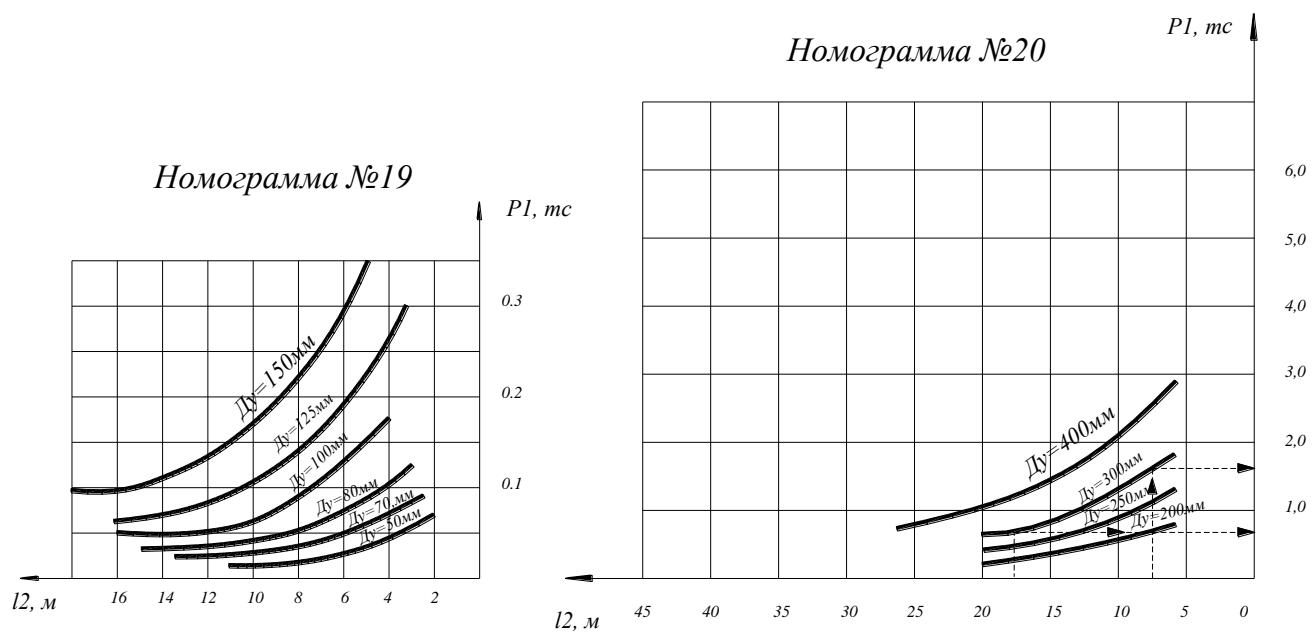 Номограмма №19
P1, тс
0.3
0.2
0.1
Ду=150мм
Ду=125мм
Ду=100мм
Ду=80мм
Ду=70,мм
Ду=50мм
16 14 12 10 8 6 4 2
l2, м
Номограмма №20
P1, тс
6,0
5,0
4,0
3,0
2,0
1,0
Ду=400мм
Ду=300мм
Ду=250мм
Ду=200мм
45 40 35 30 25 20 15 10 5 0
l2, м